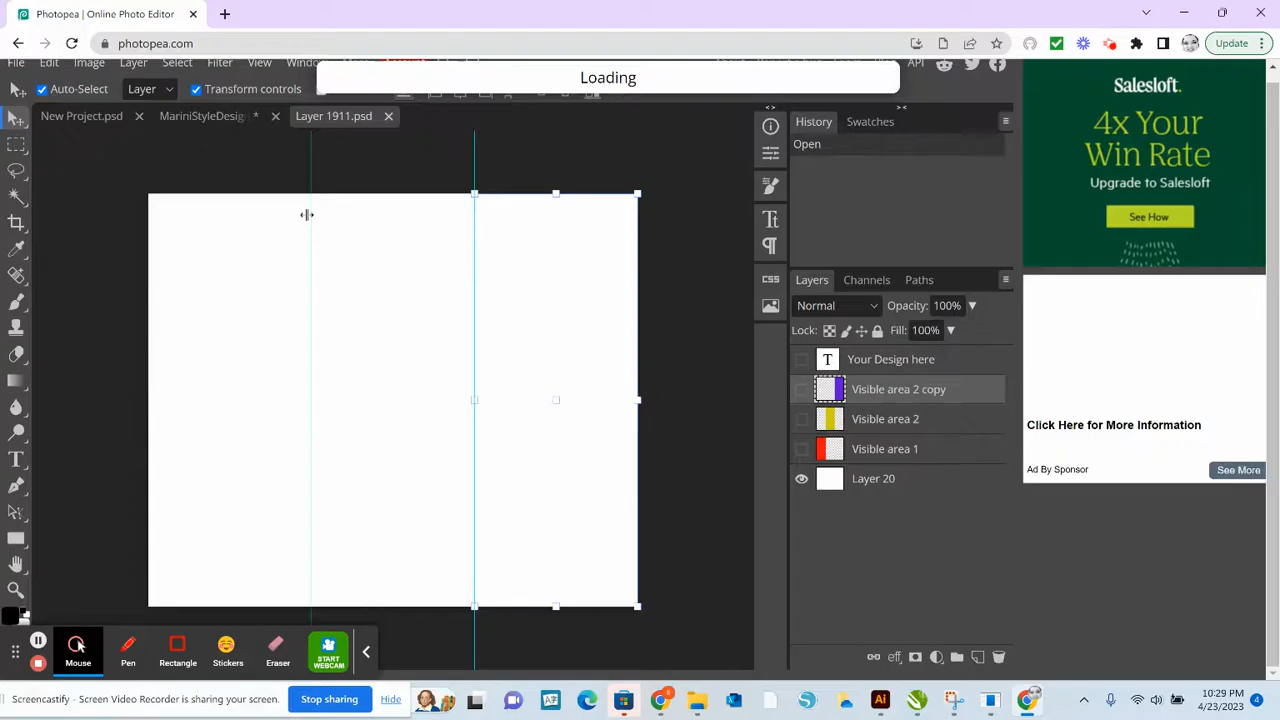 Photopea | Online Photo Editor
photopea.com
Update
File Edit Image Layer Select Filter View
API
Loading
Auto-Select
Layer
Transform controls
New Project.psd
MariniStyleDesig *
Layer 1911.psd
History
Swatches
Open
Layers
Channels
Paths
Normal
Opacity: 100%
Lock:
Fill: 100%
T Your Design here
Visible area 2 copy
Visible area 2
Visible area 1
Layer 20
CSS
eff
Salesloft.
4x Your
Win Rate
Upgrade to Salesloft
See How
Click Here for More Information
Ad By Sponsor
See More
Mouse
Pen
Rectangle
Stickers
Eraser
START
WEBCAM
Screencastify - Screen Video Recorder is sharing your screen.
Stop sharing
Hide
10:29 PM
4/23/2023
4